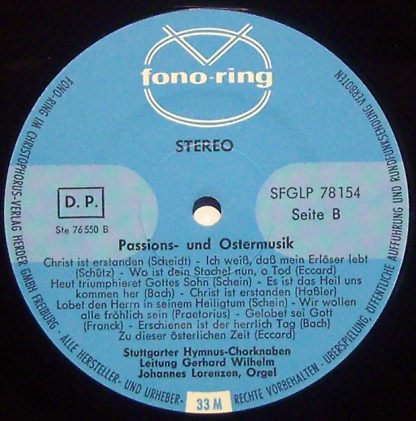 fono-ring
STEREO
D. P.
Ste 76 550 B
SFGLP 78154
Seite B
Passions- und Ostermusik
Christ ist erstanden (Scheidt) - Ich weiß, daß mein Erlöser lebt
(Schütz) - Wo ist dein Stachel nun, o Tod (Eccard)
Heut triumphieret Gottes Sohn (Schein) - Es ist das Heil uns
kommen her (Bach) - Christ ist erstanden (Haßler)
Lobet den Herrn in seinem Heiligtum (Schein) - Wir wollen
alle fröhlich sein (Praetorius) - Gelobet sei Gott
(Franck) - Erschienen ist der herrlich Tag (Bach)
Zu dieser österlichen Zeit (Eccard)
Stuttgarter Hymnus-Chorknaben
Leitung Gerhard Wilhelm
Johannes Lorenzen, Orgel
33 M
FONO-RING IM CHRISTOPHORUS-VERLAG HERDER GMBH FREIBURG - ALLE HERSTELLER- UND URHEBER- RECHTE VORBEHALTEN - ÜBERSPIELUNG, ÖFFENTLICHE AUFFÜHRUNG UND RUNDFUNKSENDUNG VERBOTEN